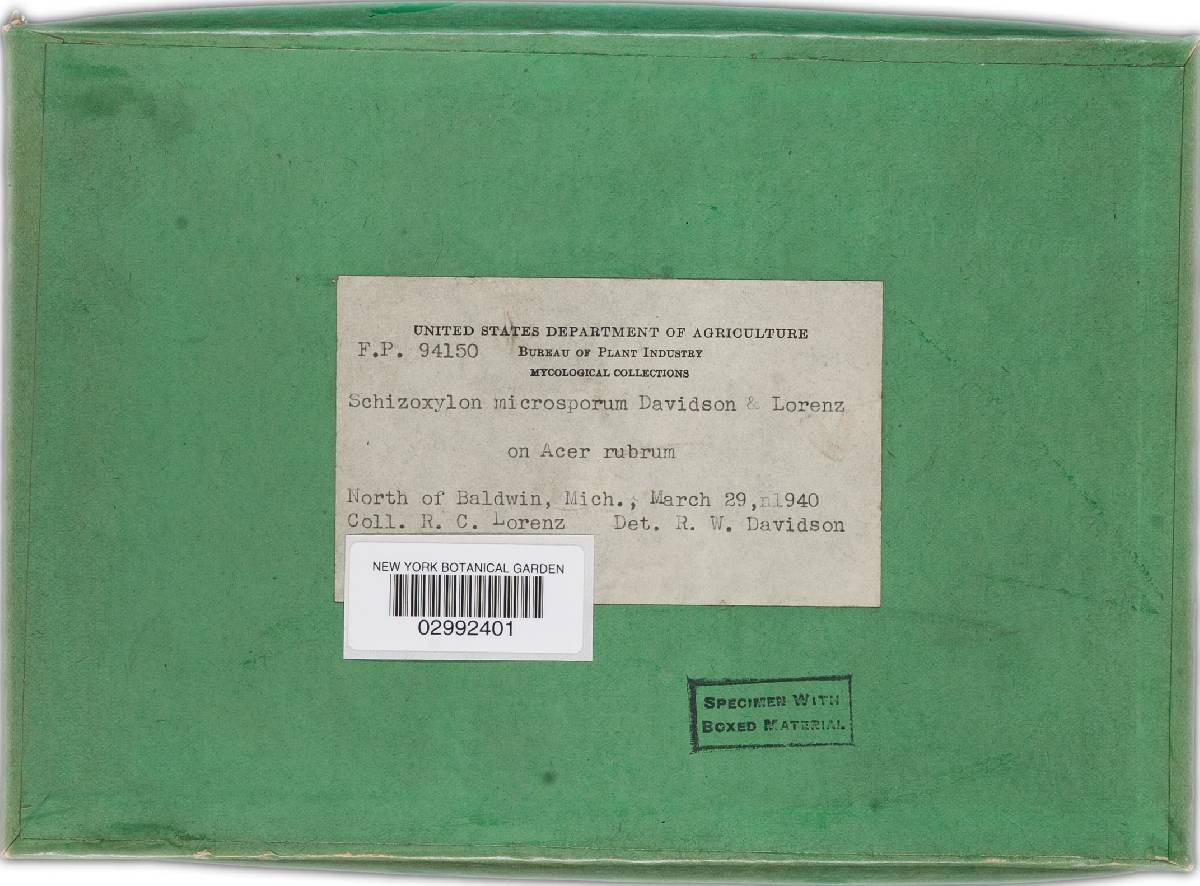 UNITED STATES DEPARTMENT OF AGRICULTURE
F.P. 94150 BUREAU OF PLANT INDUSTRY
MYCOLOGICAL COLLECTIONS
Schizoxylon microsporum Davidson & Lorenz
on Acer rubrum
North of Baldwin, Mich., March 29,n1940
Coll. R. C. Lorenz Det. R. W. Davidson
NEW YORK BOTANICAL GARDEN
02992401
SPECIMEN WITH
BOXED MATERIAL